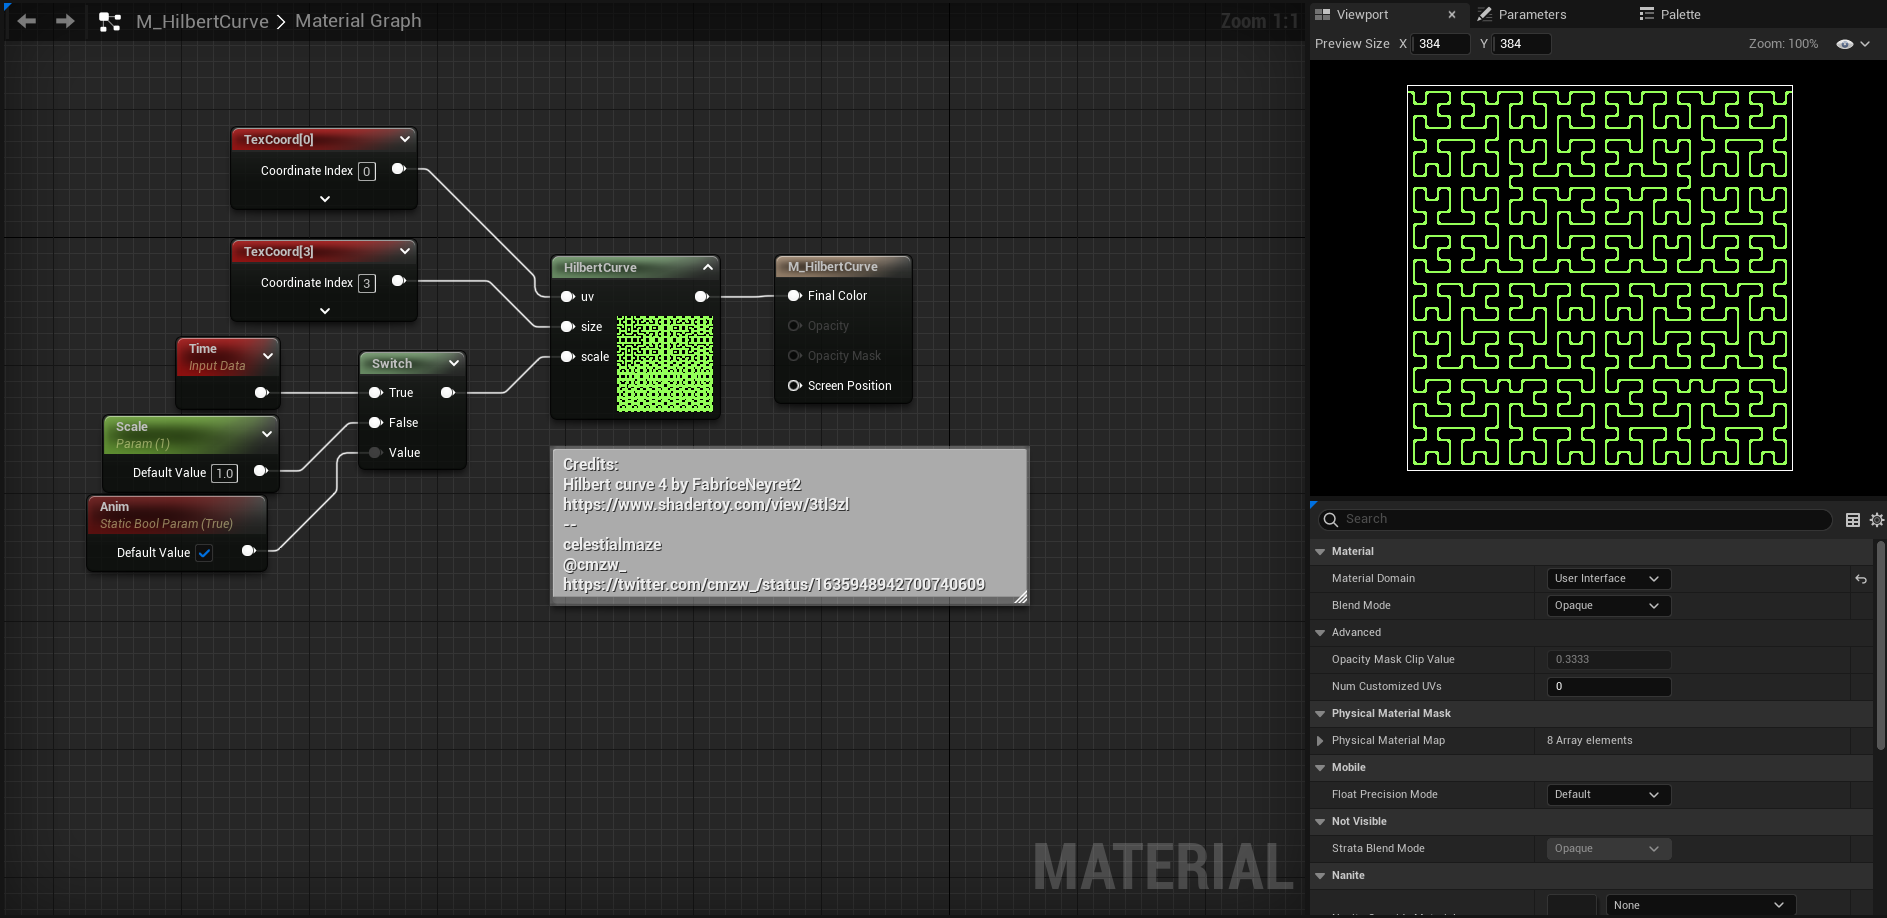 M_HilbertCurve > Material Graph
Zoom 1:1
TexCoord[0]
Coordinate Index 0
TexCoord[3]
Coordinate Index 3
Time
Input Data
Scale
Param (1)
Default Value 1.0
Anim
Static Bool Param (True)
Default Value
Switch
True
False
Value
HilbertCurve
uv
size
scale
M_HilbertCurve
Final Color
Opacity
Opacity Mask
Screen Position
Credits:
Hilbert curve 4 by FabriceNeyret2
https://www.shadertoy.com/view/3tl3zl
--
celestialmaze
@cmzw_
https://twitter.com/cmzw_/status/1635948942700740609
MATERIAL
Viewport
Parameters
Palette
Preview Size X 384 Y 384
Zoom: 100%
Search
Material
Material Domain User Interface
Blend Mode Opaque
Advanced
Opacity Mask Clip Value 0.3333
Num Customized UVs 0
Physical Material Mask
Physical Material Map 8 Array elements
Mobile
Float Precision Mode Default
Not Visible
Strata Blend Mode Opaque
Nanite
None